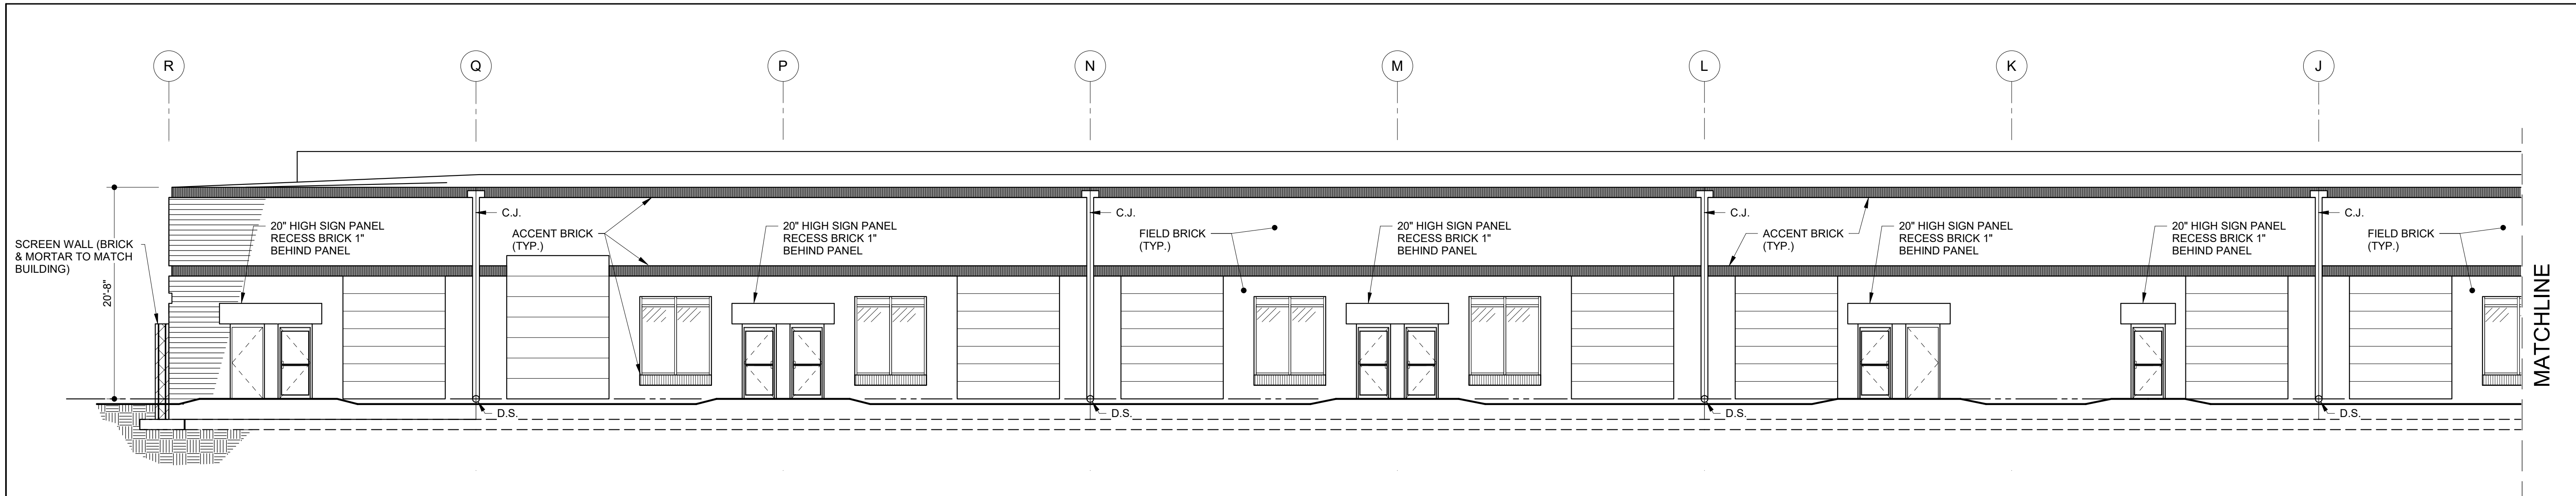 R
Q
P
N
M
L
K
J
C.J.
C.J.
C.J.
C.J.
20" HIGH SIGN PANEL
RECESS BRICK 1"
BEHIND PANEL
ACCENT BRICK
(TYP.)
20" HIGH SIGN PANEL
RECESS BRICK 1"
BEHIND PANEL
FIELD BRICK
(TYP.)
20" HIGH SIGN PANEL
RECESS BRICK 1"
BEHIND PANEL
ACCENT BRICK
(TYP.)
20" HIGH SIGN PANEL
RECESS BRICK 1"
BEHIND PANEL
20" HIGH SIGN PANEL
RECESS BRICK 1"
BEHIND PANEL
FIELD BRICK
(TYP.)
SCREEN WALL (BRICK
& MORTAR TO MATCH
BUILDING)
20'-8"
MATCHLINE
D.S.
D.S.
D.S.
D.S.